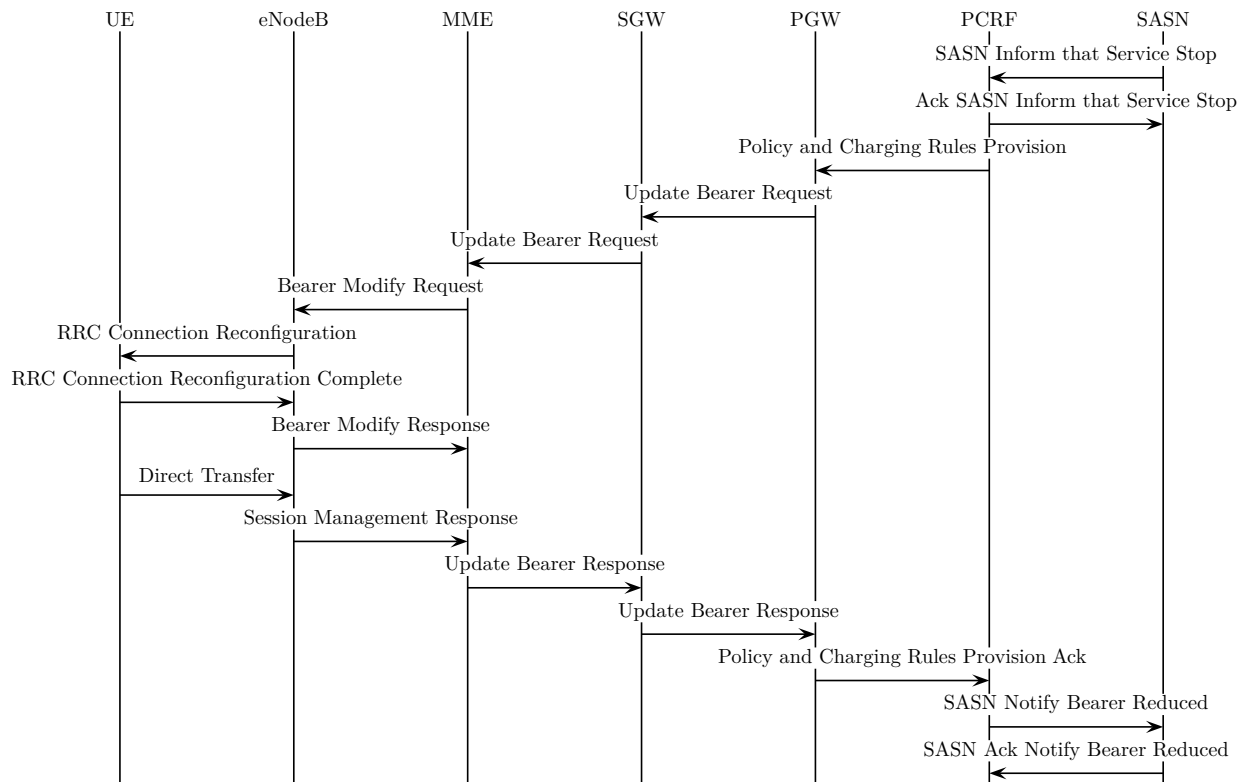 UE eNodeB MME SGW PGW PCRF SASN
SASN Inform that Service Stop
Ack SASN Inform that Service Stop
Policy and Charging Rules Provision
Update Bearer Request
Update Bearer Request
Bearer Modify Request
RRC Connection Reconfiguration
RRC Connection Reconfiguration Complete
Bearer Modify Response
Direct Transfer
Session Management Response
Update Bearer Response
Update Bearer Response
Policy and Charging Rules Provision Ack
SASN Notify Bearer Reduced
SASN Ack Notify Bearer Reduced